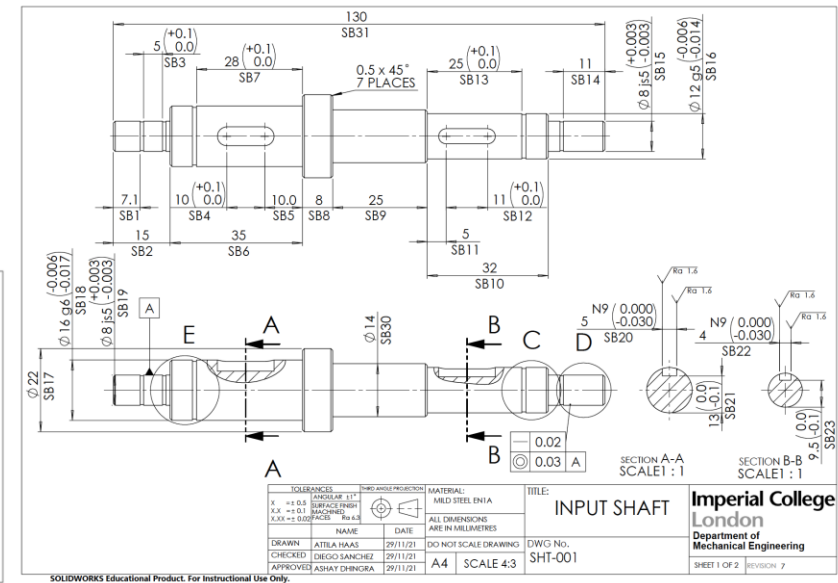 130
SB31
5 (+0.1 0.0)
SB3
28 (+0.1 0.0)
SB7
0.5 x 45°
7 PLACES
25 (+0.1 0.0)
SB13
11
SB14
Ø 8 js5 (+0.003 -0.003)
SB15
Ø 12 g5 (-0.006 -0.014)
SB16
7.1
SB1
10 (+0.1 0.0)
SB4
10.0
SB5
8
SB8
25
SB9
11 (+0.1 0.0)
SB12
15
SB2
35
SB6
5
SB11
32
SB10
Ø 16 g6 (-0.006 -0.017)
SB18
Ø 8 js5 (+0.003 -0.003)
SB19
Ø 22
SB17
A
E
A
A
Ø 14
SB30
B
B
C
D
0.02
0.03 A
Ra 1.6
Ra 1.6
5 N9 (0.000 -0.030)
SB20
13 (0.0 -0.1)
SB21
SECTION A-A
SCALE 1 : 1
Ra 1.6
Ra 1.6
4 N9 (0.000 -0.030)
SB22
9.5 (0.0 -0.1)
SB23
SECTION B-B
SCALE 1 : 1
TOLERANCES
X = ± 0.5
X.X = ± 0.1
X.XX = ± 0.02
ANGULAR ±1°
SURFACE FINISH
MACHINED
FACES Ra 6.3
THIRD ANGLE PROJECTION
NAME DATE
DRAWN ATTILA HAAS 29/11/21
CHECKED DIEGO SANCHEZ 29/11/21
APPROVED ASHAY DHINGRA 29/11/21
MATERIAL:
MILD STEEL EN1A
ALL DIMENSIONS
ARE IN MILLIMETRES
DO NOT SCALE DRAWING
A4 SCALE 4:3
TITLE:
INPUT SHAFT
DWG No.
SHT-001
Imperial College
London
Department of
Mechanical Engineering
SHEET 1 OF 2 REVISION 7
SOLIDWORKS Educational Product. For Instructional Use Only.